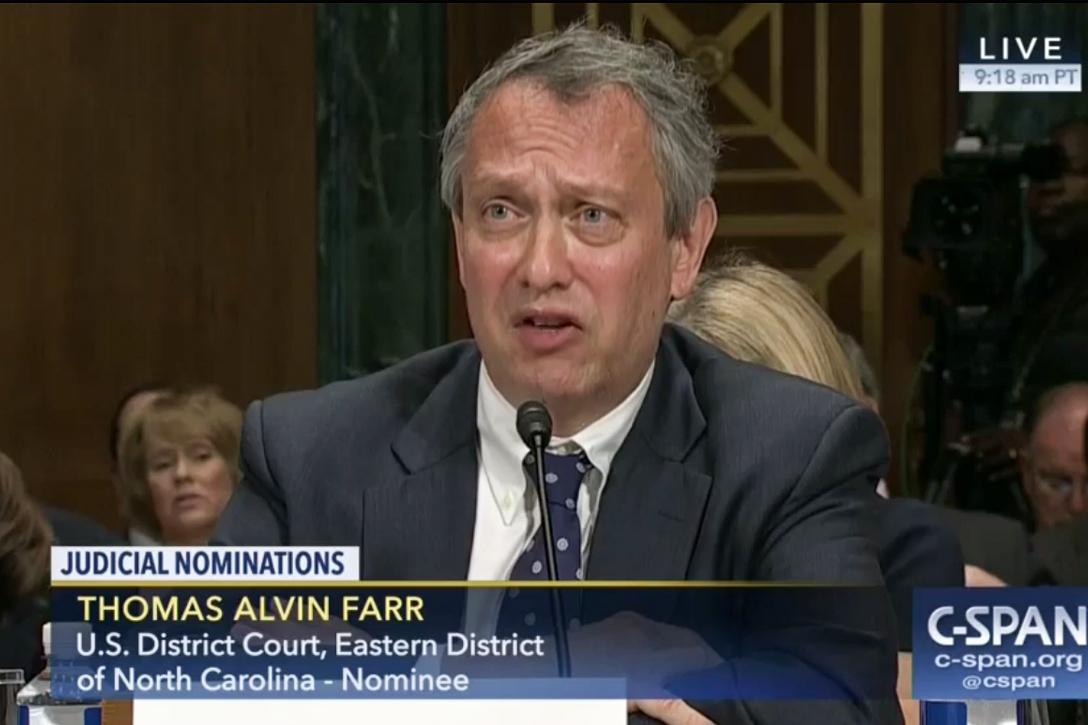 LIVE
9:18 am PT
JUDICIAL NOMINATIONS
THOMAS ALVIN FARR
U.S. District Court, Eastern District
of North Carolina - Nominee
C-SPAN
c-span.org
@cspan